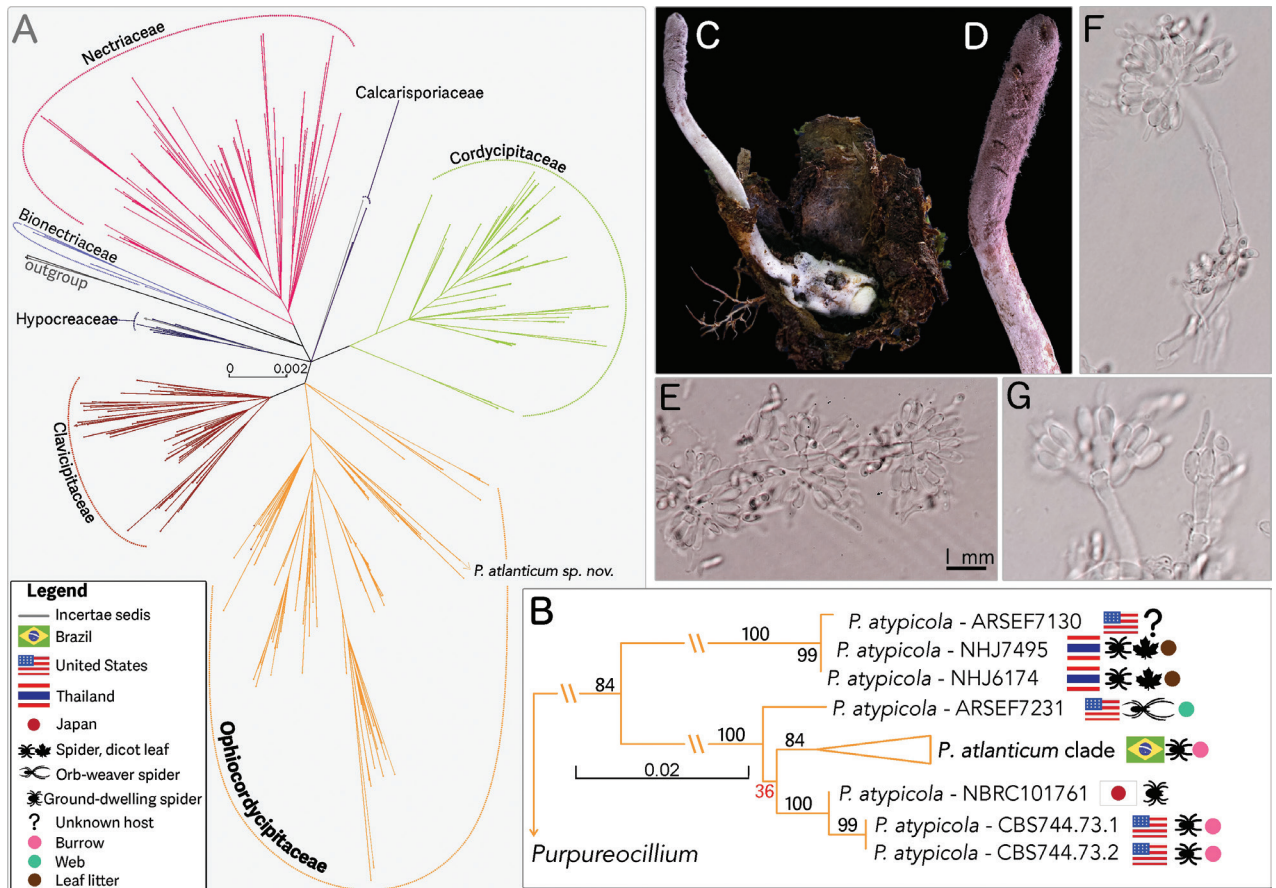 A
Nectriaceae
Calcarisporiaceae
Cordycipitaceae
Bionectriaceae
outgroup
Hypocreaceae
0 0.002
Clavicipitaceae
P. atlanticum sp. nov.
Ophiocordycipitaceae
Legend
Incertae sedis
Brazil
United States
Thailand
Japan
Spider, dicot leaf
Orb-weaver spider
Ground-dwelling spider
? Unknown host
Burrow
Web
Leaf litter
C
D
F
E
1 mm
G
B
P. atypicola - ARSEF7130 ?
100
99
P. atypicola - NHJ7495
P. atypicola - NHJ6174
84
P. atypicola - ARSEF7231
100
84
P. atlanticum clade
0.02
36
P. atypicola - NBRC101761
100
99
P. atypicola - CBS744.73.1
P. atypicola - CBS744.73.2
Purpureocillium